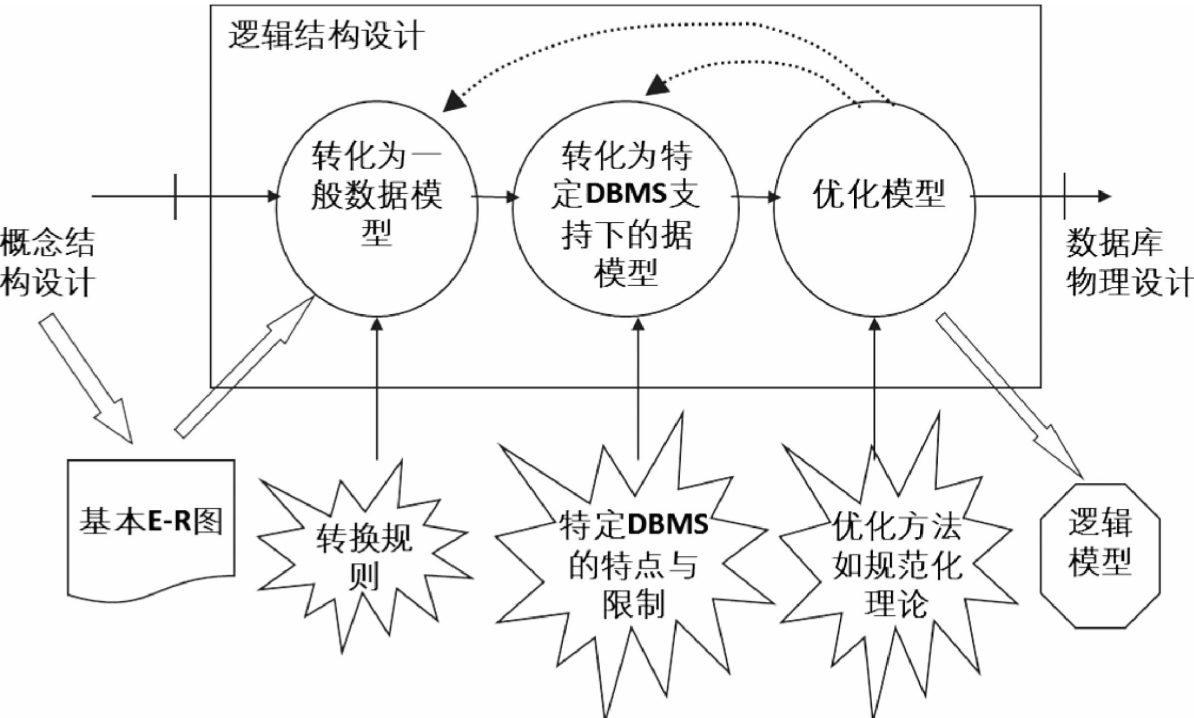 逻辑结构设计
转化为一
般数据模
型
转化为特
定DBMS支
持下的据
模型
优化模型
概念结
构设计
数据库
物理设计
基本E-R图
转换规
则
特定DBMS
的特点与
限制
优化方法
如规范化
理论
逻辑
模型